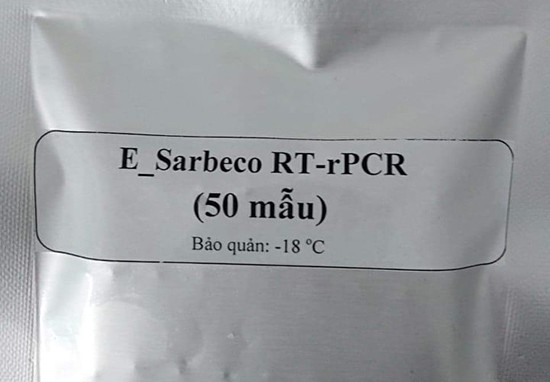 E_Sarbeco RT-rPCR
(50 mẫu)
Bảo quản: -18 °C